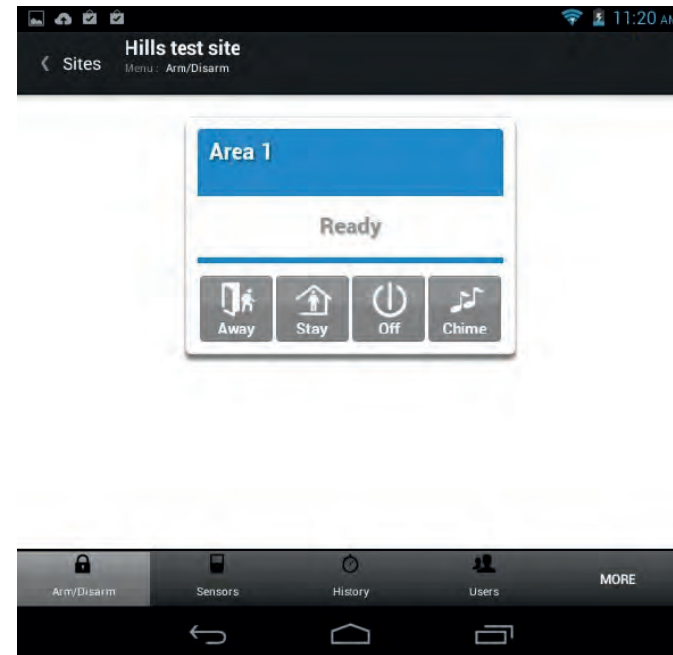 11:20 AM
Sites
Hills test site
Menu : Arm/Disarm
Area 1
Ready
Away Stay Off Chime
Arm/Disarm Sensors History Users MORE